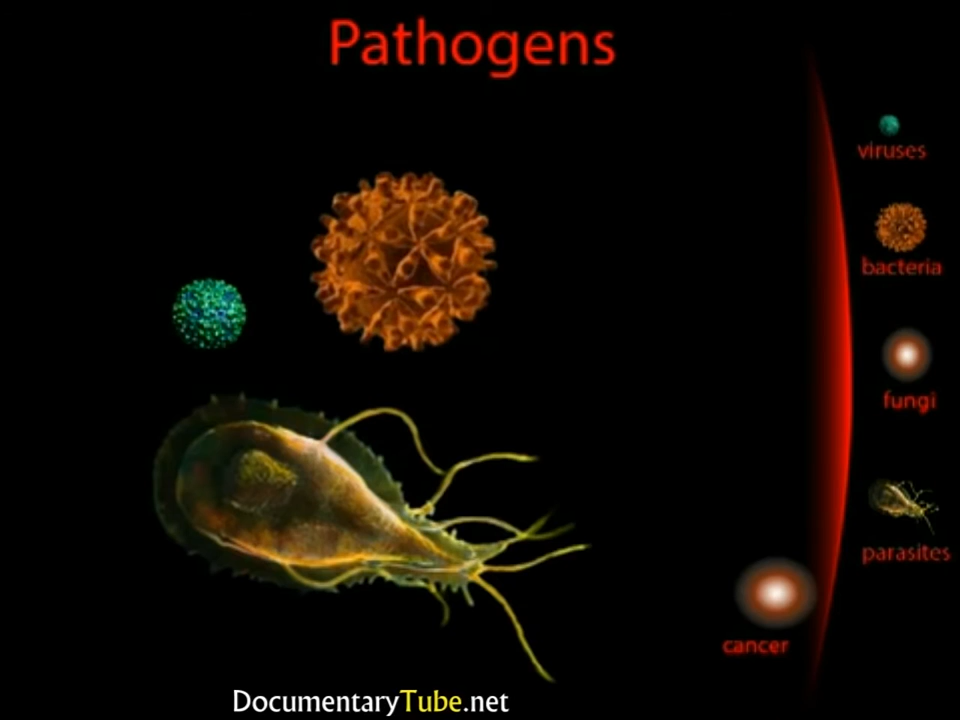 Pathogens
viruses
bacteria
fungi
parasites
cancer
DocumentaryTube.net